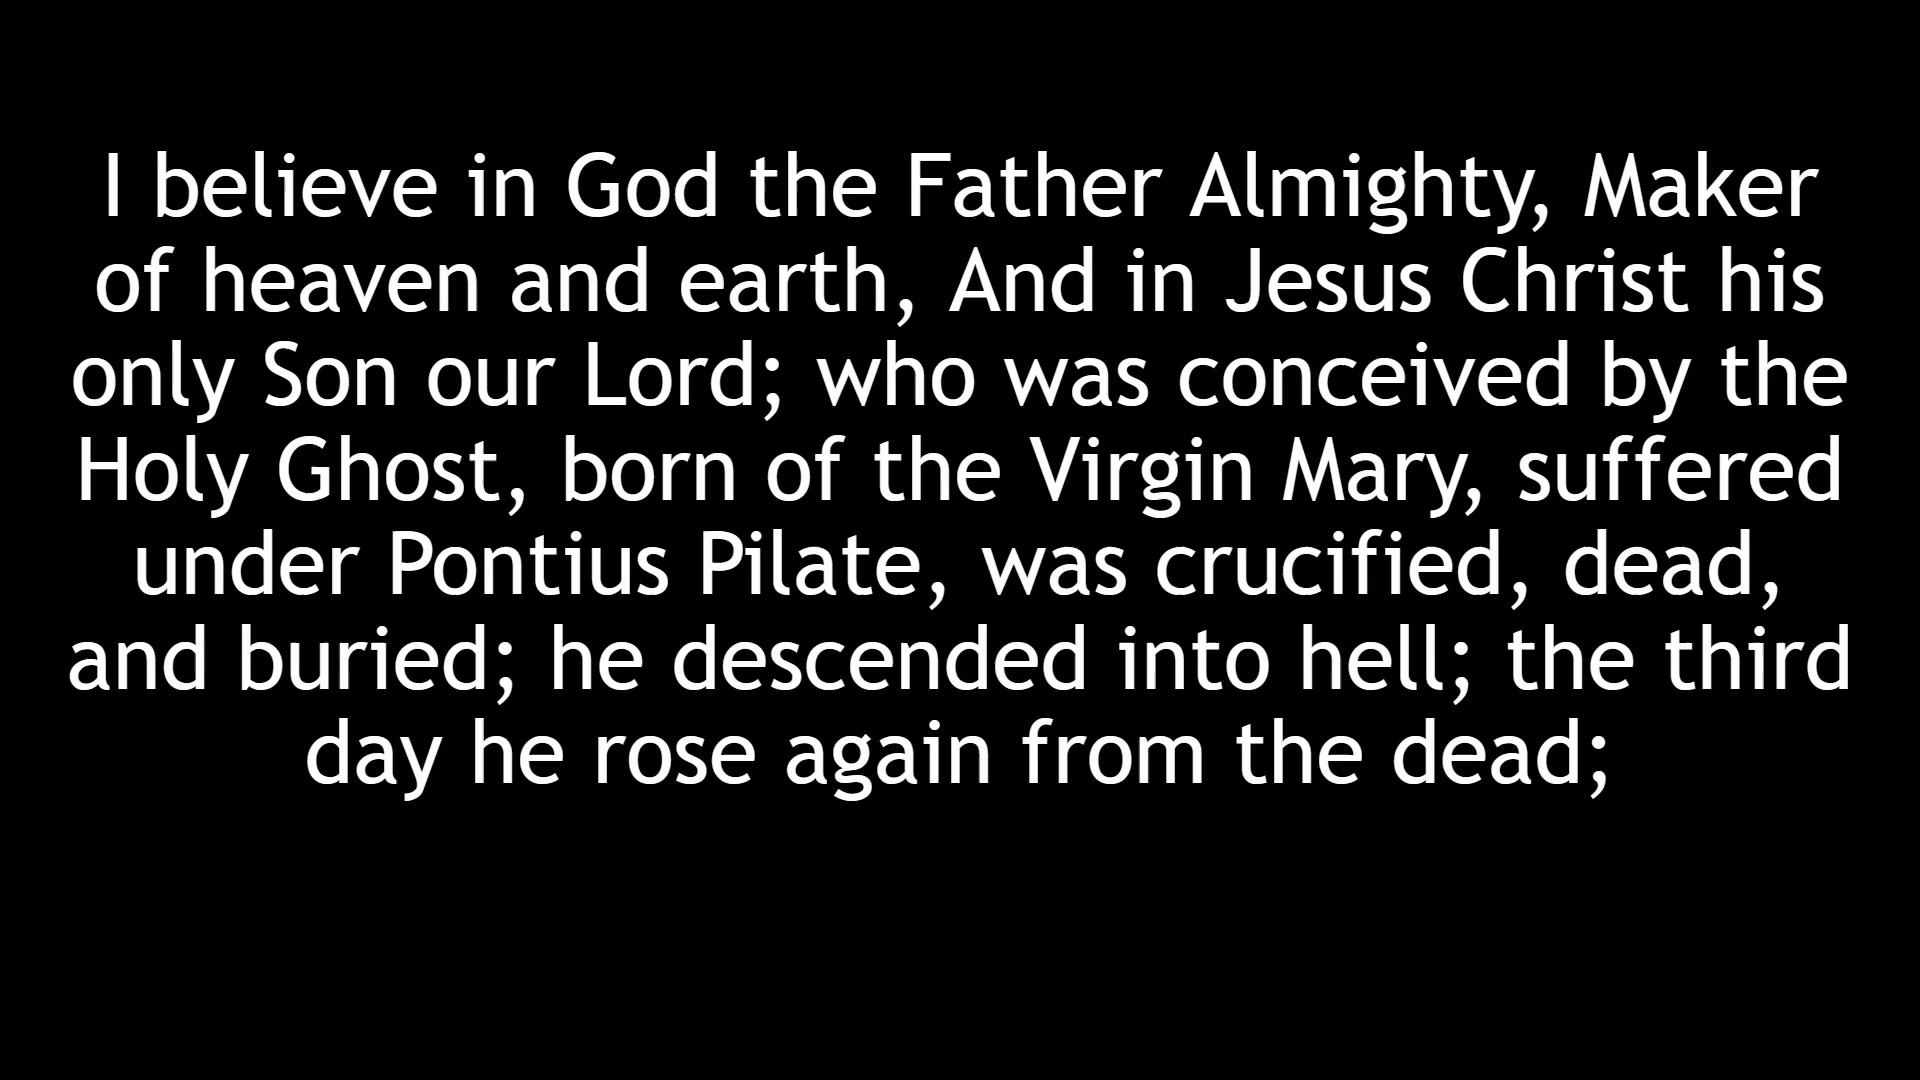 I believe in God the Father Almighty, Maker
of heaven and earth, And in Jesus Christ his
only Son our Lord; who was conceived by the
Holy Ghost, born of the Virgin Mary, suffered
under Pontius Pilate, was crucified, dead,
and buried; he descended into hell; the third
day he rose again from the dead;